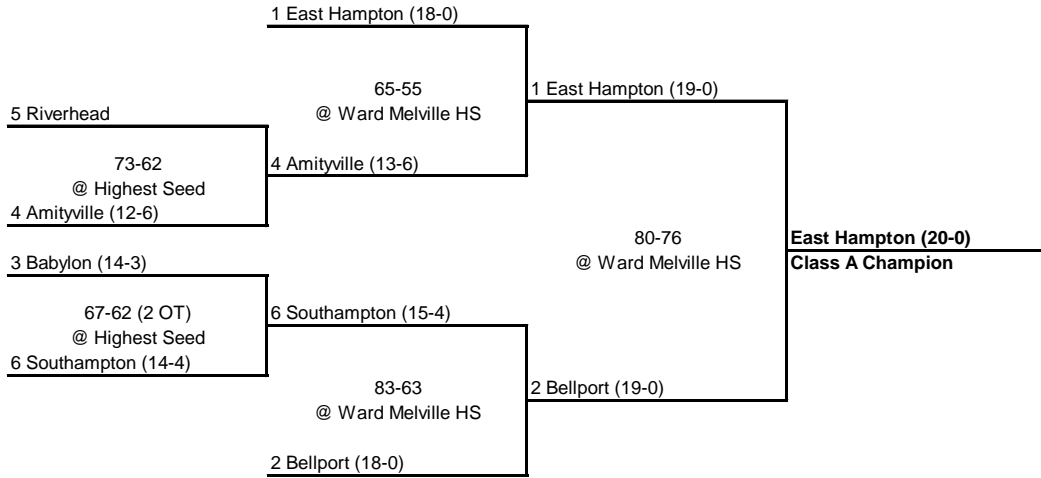 1 East Hampton (18-0)
65-55
@ Ward Melville HS
1 East Hampton (19-0)
5 Riverhead
73-62
@ Highest Seed
4 Amityville (13-6)
4 Amityville (12-6)
80-76
@ Ward Melville HS
East Hampton (20-0)
Class A Champion
3 Babylon (14-3)
67-62 (2 OT)
@ Highest Seed
6 Southampton (15-4)
6 Southampton (14-4)
83-63
@ Ward Melville HS
2 Bellport (19-0)
2 Bellport (18-0)